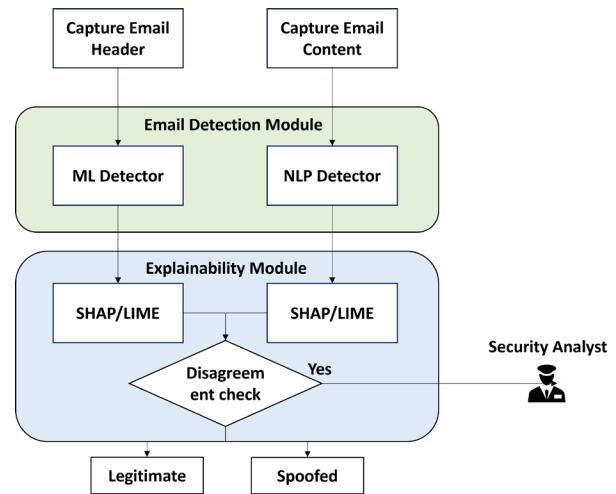 Capture Email
Header
Capture Email
Content
Email Detection Module
ML Detector
NLP Detector
Explainability Module
SHAP/LIME
SHAP/LIME
Disagreem
ent check
Yes
Security Analyst
Legitimate
Spoofed